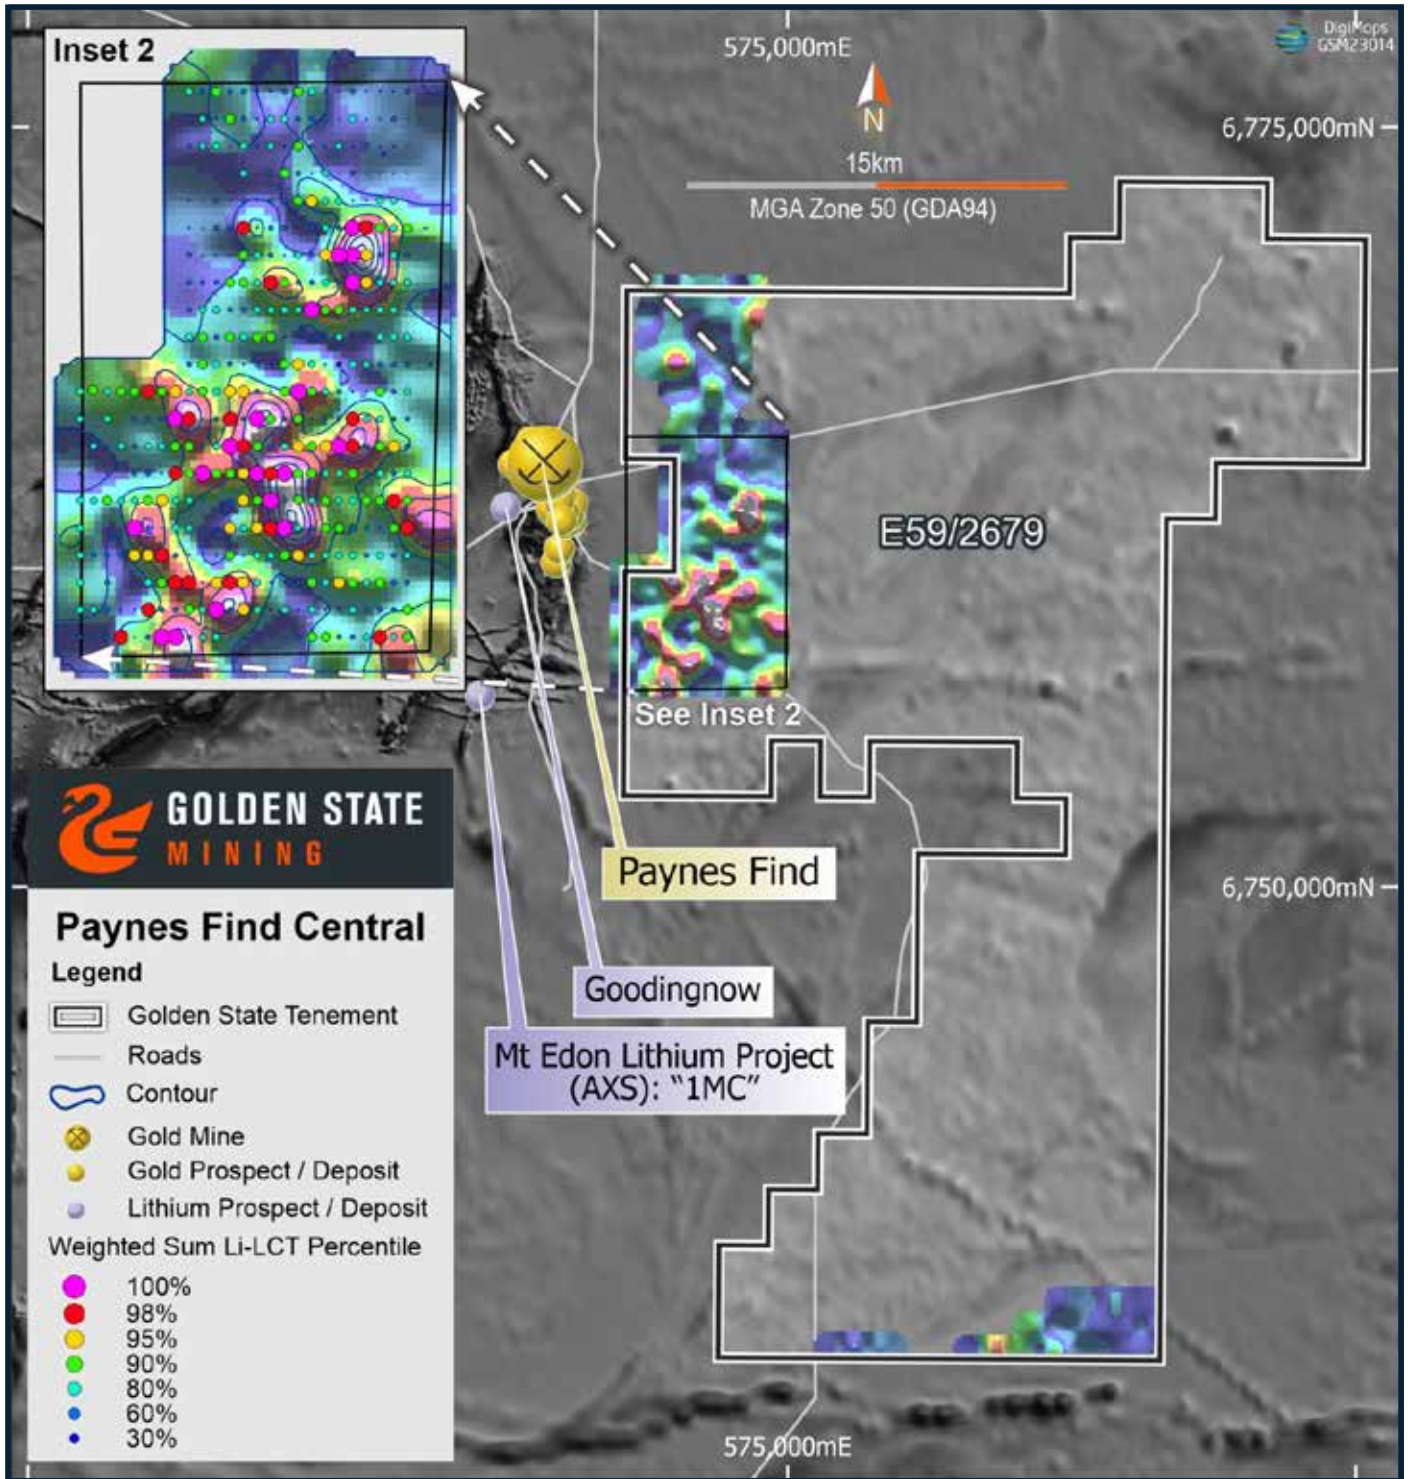 Inset 2
575,000mE
DigiMaps
GSM23014
N
6,775,000mN
15km
MGA Zone 50 (GDA94)
E59/2679
See Inset 2
GOLDEN STATE
MINING
Paynes Find
6,750,000mN
Paynes Find Central
Legend
Golden State Tenement
Roads
Contour
Gold Mine
Gold Prospect / Deposit
Lithium Prospect / Deposit
Weighted Sum Li-LCT Percentile
100%
98%
95%
90%
80%
60%
30%
Goodingnow
Mt Edon Lithium Project
(AXS): “1MC”
575,000mE